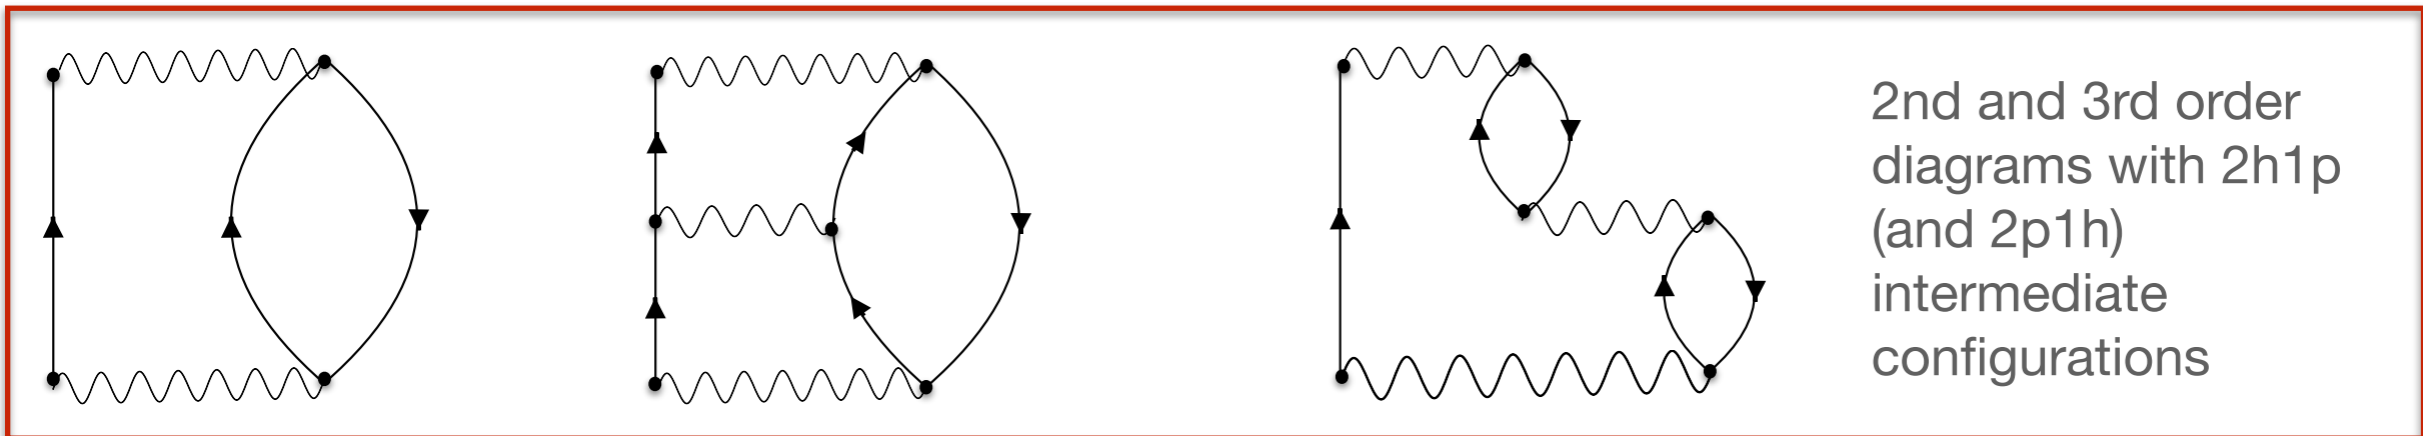 2nd and 3rd order
diagrams with 2h1p
(and 2p1h)
intermediate
configurations